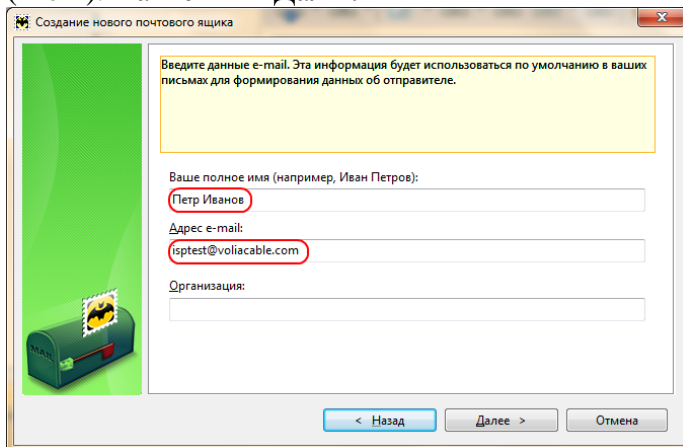 Создание нового почтового ящика
Введите данные e-mail. Эта информация будет использоваться по умолчанию в ваших
письмах для формирования данных об отправителе.
Ваше полное имя (например, Иван Петров):
Петр Иванов
Адрес e-mail:
isptest@voliacable.com
Организация:
MAIL
< Назад
Далее >
Отмена